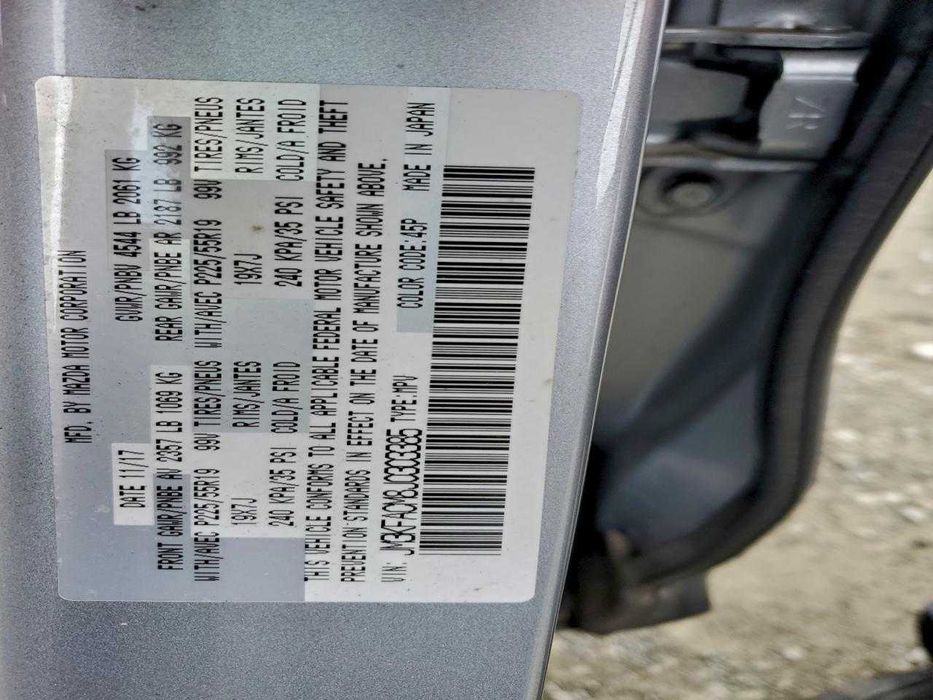 MFD. BY MAZDA MOTOR CORPORATION
DATE 11/17 GVWR/PNBV 4544 LB 2061 KG
FRONT GAWR/PNBE AV 2357 LB 1069 KG REAR GAWR/PNBE AR 2187 LB 992 KG
WITH/AVEC P225/55R19 99V TIRES/PNEUS WITH/AVEC P225/55R19 99V TIRES/PNEUS
19X7J RIMS/JANTES 19X7J RIMS/JANTES
240 KPA/35 PSI COLD/A FROID 240 KPA/35 PSI COLD/A FROID
THIS VEHICLE CONFORMS TO ALL APPLICABLE FEDERAL MOTOR VEHICLE SAFETY AND THEFT
PREVENTION STANDARDS IN EFFECT ON THE DATE OF MANUFACTURE SHOWN ABOVE.
VIN: TYPE:MPV COLOR CODE:45P MADE IN JAPAN